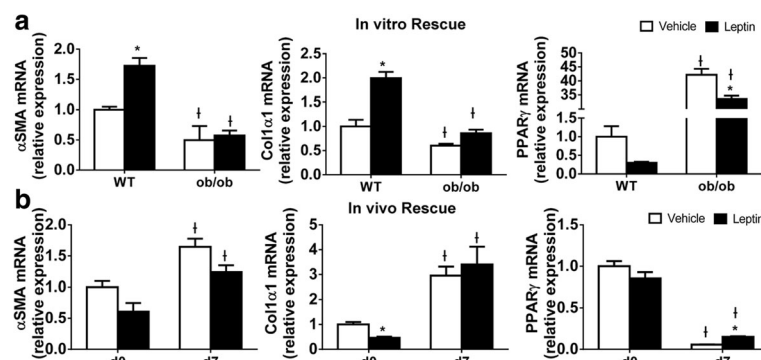 a
In vitro Rescue
Vehicle Leptin
αSMA mRNA
(relative expression)
2.0
1.5
1.0
0.5
0.0
*
ƚ ƚ
WT ob/ob
Col1α1 mRNA
(relative expression)
2.5
2.0
1.5
1.0
0.5
0.0
*
ƚ ƚ
WT ob/ob
PPARγ mRNA
(relative expression)
45
40
35
1.5
1.0
0.5
0.0
ƚ ƚ
*
WT ob/ob
b
In vivo Rescue
Vehicle Leptin
αSMA mRNA
(relative expression)
2.0
1.5
1.0
0.5
0.0
ƚ ƚ
Col1α1 mRNA
(relative expression)
5
4
3
2
1
0
*
ƚ ƚ
PPARγ mRNA
(relative expression)
1.5
1.0
0.5
0.0
ƚ ƚ
*